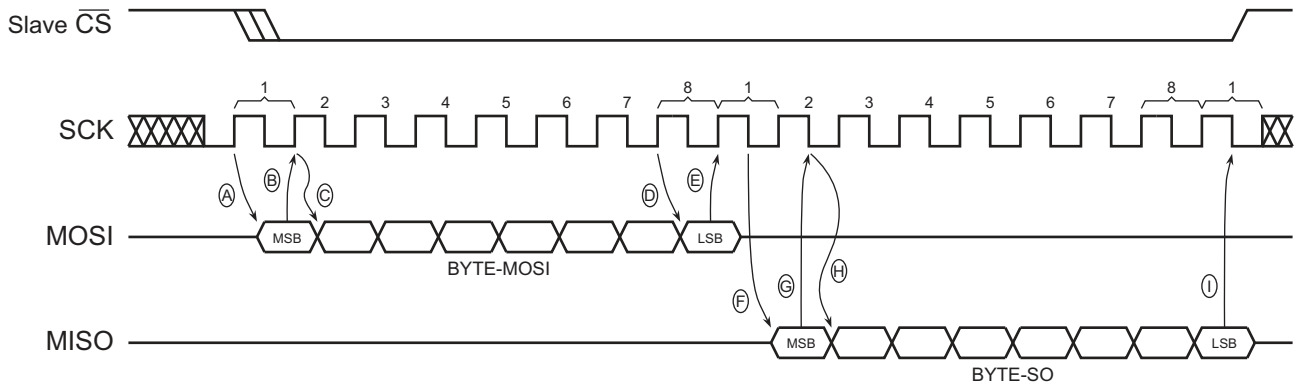 Slave CS
1 2 3 4 5 6 7 8 1 2 3 4 5 6 7 8 1
SCK
A B C D E
MOSI MSB LSB
BYTE-MOSI
F G H I
MISO MSB LSB
BYTE-SO